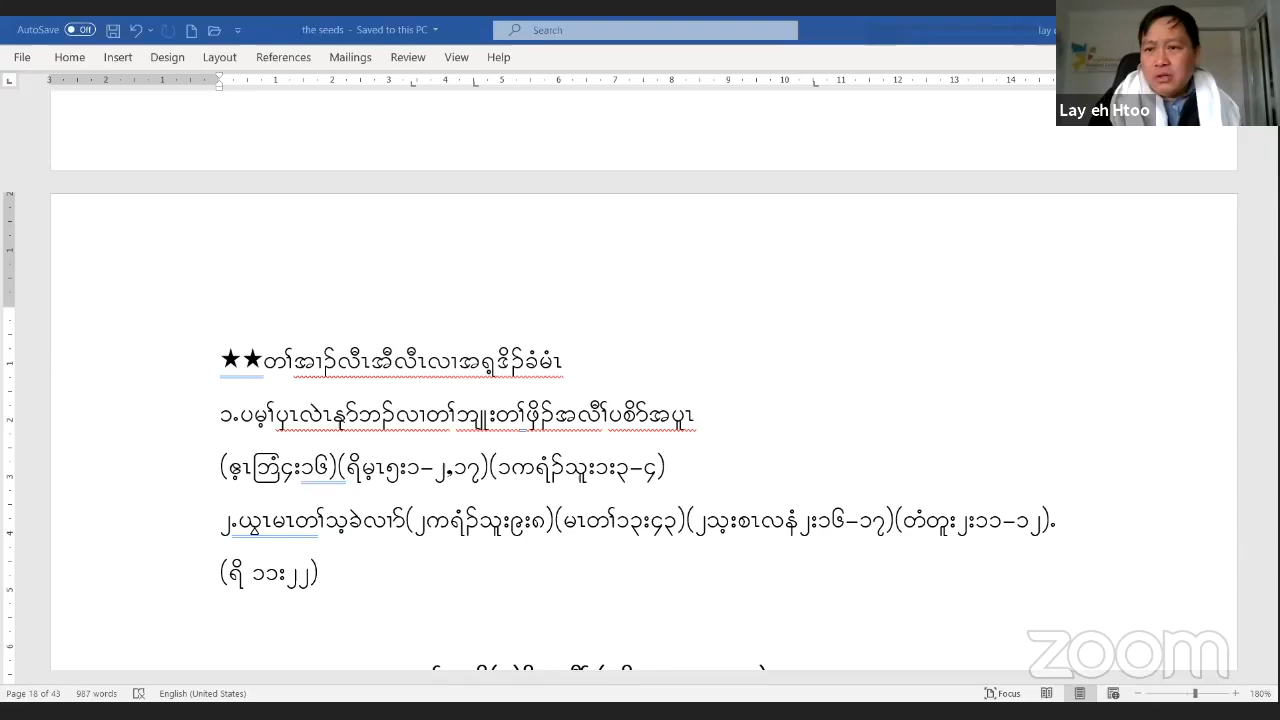 AutoSave Off the seeds - Saved to this PC Search lay e
File Home Insert Design Layout References Mailings Review View Help
Lay eh Htoo
★★တၢ်အၢၣ်လီၤအီလီၤလၢအရ့ဒိၣ်ခံမံၤ
၁.ပမ့ၢ်ပှၤလဲၤနုာ်ဘၣ်လၢတၢ်ဘျုးတၢ်ဖှိၣ်အလီၢ်ပစိာ်အပူၤ
(ဧ့ၤဘြံ၄း၁၆)(ရိမ့ၤ၅း၁–၂,၁၇)(၁ကရံၣ်သူး၁း၃–၄)
၂.ယွၤမၤတၢ်သ့ခဲလၢာ်(၂ကရံၣ်သူး၉း၈)(မၤတၢ်၁၃း၄၃)(၂သ့းစၤလနံ၂း၁၆–၁၇)(တံတူး၂း၁၁–၁၂).
(ရိ ၁၁း၂၂)
zoom
Page 18 of 43 987 words English (United States) Focus 180%